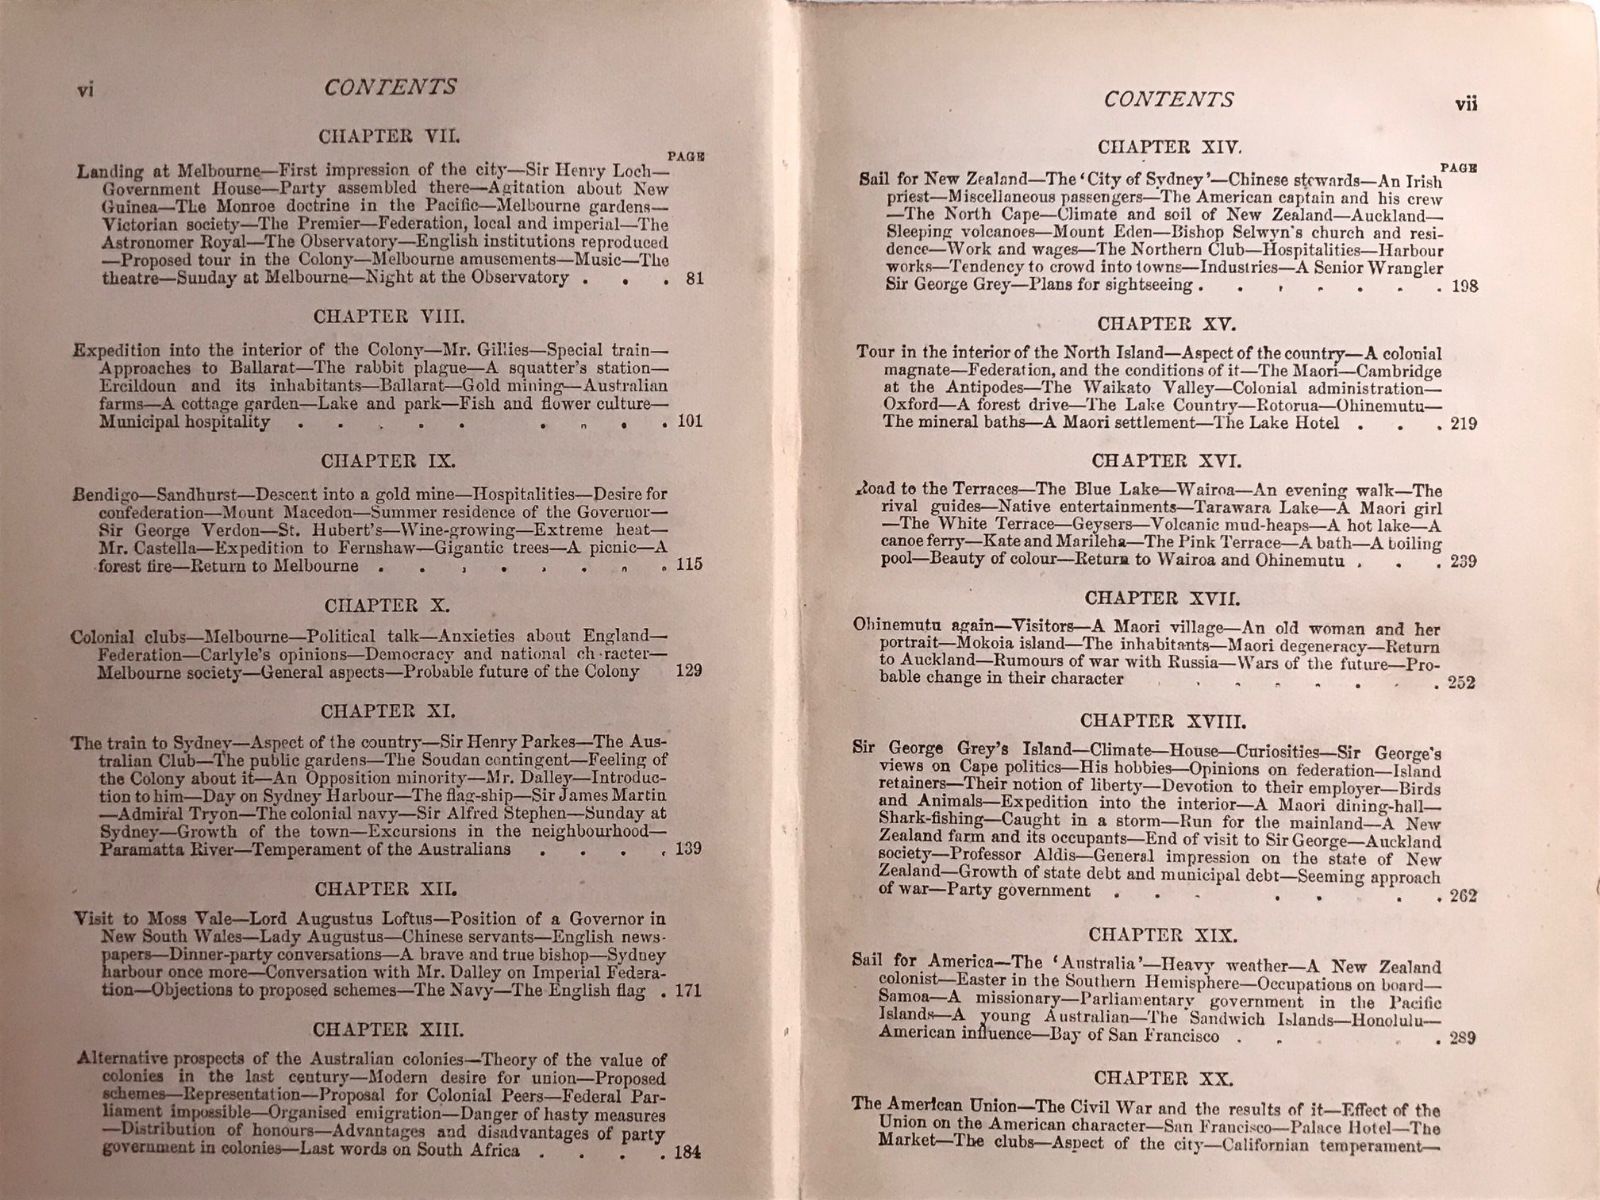 vi CONTENTS
CHAPTER VII.
PAGE
Landing at Melbourne—First impression of the city—Sir Henry Loch—
Government House—Party assembled there—Agitation about New
Guinea—The Monroe doctrine in the Pacific—Melbourne gardens—
Victorian society—The Premier—Federation, local and imperial—The
Astronomer Royal—The Observatory—English institutions reproduced
—Proposed tour in the Colony—Melbourne amusements—Music—The
theatre—Sunday at Melbourne—Night at the Observatory . . . 81
CHAPTER VIII.
Expedition into the interior of the Colony—Mr. Gillies—Special train—
Approaches to Ballarat—The rabbit plague—A squatter's station—
Ercildoun and its inhabitants—Ballarat—Gold mining—Australian
farms—A cottage garden—Lake and park—Fish and flower culture—
Municipal hospitality . . . . . . . . . 101
CHAPTER IX.
Bendigo—Sandhurst—Descent into a gold mine—Hospitalities—Desire for
confederation—Mount Macedon—Summer residence of the Governor—
Sir George Verdon—St. Hubert's—Wine-growing—Extreme heat—
Mr. Castella—Expedition to Fernshaw—Gigantic trees—A picnic—A
forest fire—Return to Melbourne . . . . . . . . 115
CHAPTER X.
Colonial clubs—Melbourne—Political talk—Anxieties about England—
Federation—Carlyle's opinions—Democracy and national ch racter—
Melbourne society—General aspects—Probable future of the Colony 129
CHAPTER XI.
The train to Sydney—Aspect of the country—Sir Henry Parkes—The Aus-
tralian Club—The public gardens—The Soudan contingent—Feeling of
the Colony about it—An Opposition minority—Mr. Dalley—Introduc-
tion to him—Day on Sydney Harbour—The flag-ship—Sir James Martin
—Admiral Tryon—The colonial navy—Sir Alfred Stephen—Sunday at
Sydney—Growth of the town—Excursions in the neighbourhood—
Paramatta River—Temperament of the Australians . . . . 139
CHAPTER XII.
Visit to Moss Vale—Lord Augustus Loftus—Position of a Governor in
New South Wales—Lady Augustus—Chinese servants—English news-
papers—Dinner-party conversations—A brave and true bishop—Sydney
harbour once more—Conversation with Mr. Dalley on Imperial Federa-
tion—Objections to proposed schemes—The Navy—The English flag . 171
CHAPTER XIII.
Alternative prospects of the Australian colonies—Theory of the value of
colonies in the last century—Modern desire for union—Proposed
schemes—Representation—Proposal for Colonial Peers—Federal Par-
liament impossible—Organised emigration—Danger of hasty measures
—Distribution of honours—Advantages and disadvantages of party
government in colonies—Last words on South Africa . . . . 184
CONTENTS vii
CHAPTER XIV.
PAGE
Sail for New Zealand—The 'City of Sydney'—Chinese stewards—An Irish
priest—Miscellaneous passengers—The American captain and his crew
—The North Cape—Climate and soil of New Zealand—Auckland—
Sleeping volcanoes—Mount Eden—Bishop Selwyn's church and resi-
dence—Work and wages—The Northern Club—Hospitalities—Harbour
works—Tendency to crowd into towns—Industries—A Senior Wrangler
Sir George Grey—Plans for sightseeing . . . . . . . 198
CHAPTER XV.
Tour in the interior of the North Island—Aspect of the country—A colonial
magnate—Federation, and the conditions of it—The Maori—Cambridge
at the Antipodes—The Waikato Valley—Colonial administration—
Oxford—A forest drive—The Lake Country—Rotorua—Ohinemutu—
The mineral baths—A Maori settlement—The Lake Hotel . . . 219
CHAPTER XVI.
Road to the Terraces—The Blue Lake—Wairoa—An evening walk—The
rival guides—Native entertainments—Tarawara Lake—A Maori girl
—The White Terrace—Geysers—Volcanic mud-heaps—A hot lake—A
canoe ferry—Kate and Marileha—The Pink Terrace—A bath—A boiling
pool—Beauty of colour—Return to Wairoa and Ohinemutu . . . 239
CHAPTER XVII.
Ohinemutu again—Visitors—A Maori village—An old woman and her
portrait—Mokoia island—The inhabitants—Maori degeneracy—Return
to Auckland—Rumours of war with Russia—Wars of the future—Pro-
bable change in their character . . . . . . . 252
CHAPTER XVIII.
Sir George Grey's Island—Climate—House—Curiosities—Sir George's
views on Cape politics—His hobbies—Opinions on federation—Island
retainers—Their notion of liberty—Devotion to their employer—Birds
and Animals—Expedition into the interior—A Maori dining-hall—
Shark-fishing—Caught in a storm—Run for the mainland—A New
Zealand farm and its occupants—End of visit to Sir George—Auckland
society—Professor Aldis—General impression on the state of New
Zealand—Growth of state debt and municipal debt—Seeming approach
of war—Party government . . . . . . . 262
CHAPTER XIX.
Sail for America—The 'Australia'—Heavy weather—A New Zealand
colonist—Easter in the Southern Hemisphere—Occupations on board—
Samoa—A missionary—Parliamentary government in the Pacific
Islands—A young Australian—The Sandwich Islands—Honolulu—
American influence—Bay of San Francisco . . . . 289
CHAPTER XX.
The American Union—The Civil War and the results of it—Effect of the
Union on the American character—San Francisco—Palace Hotel—The
Market—The clubs—Aspect of the city—Californian temperament—